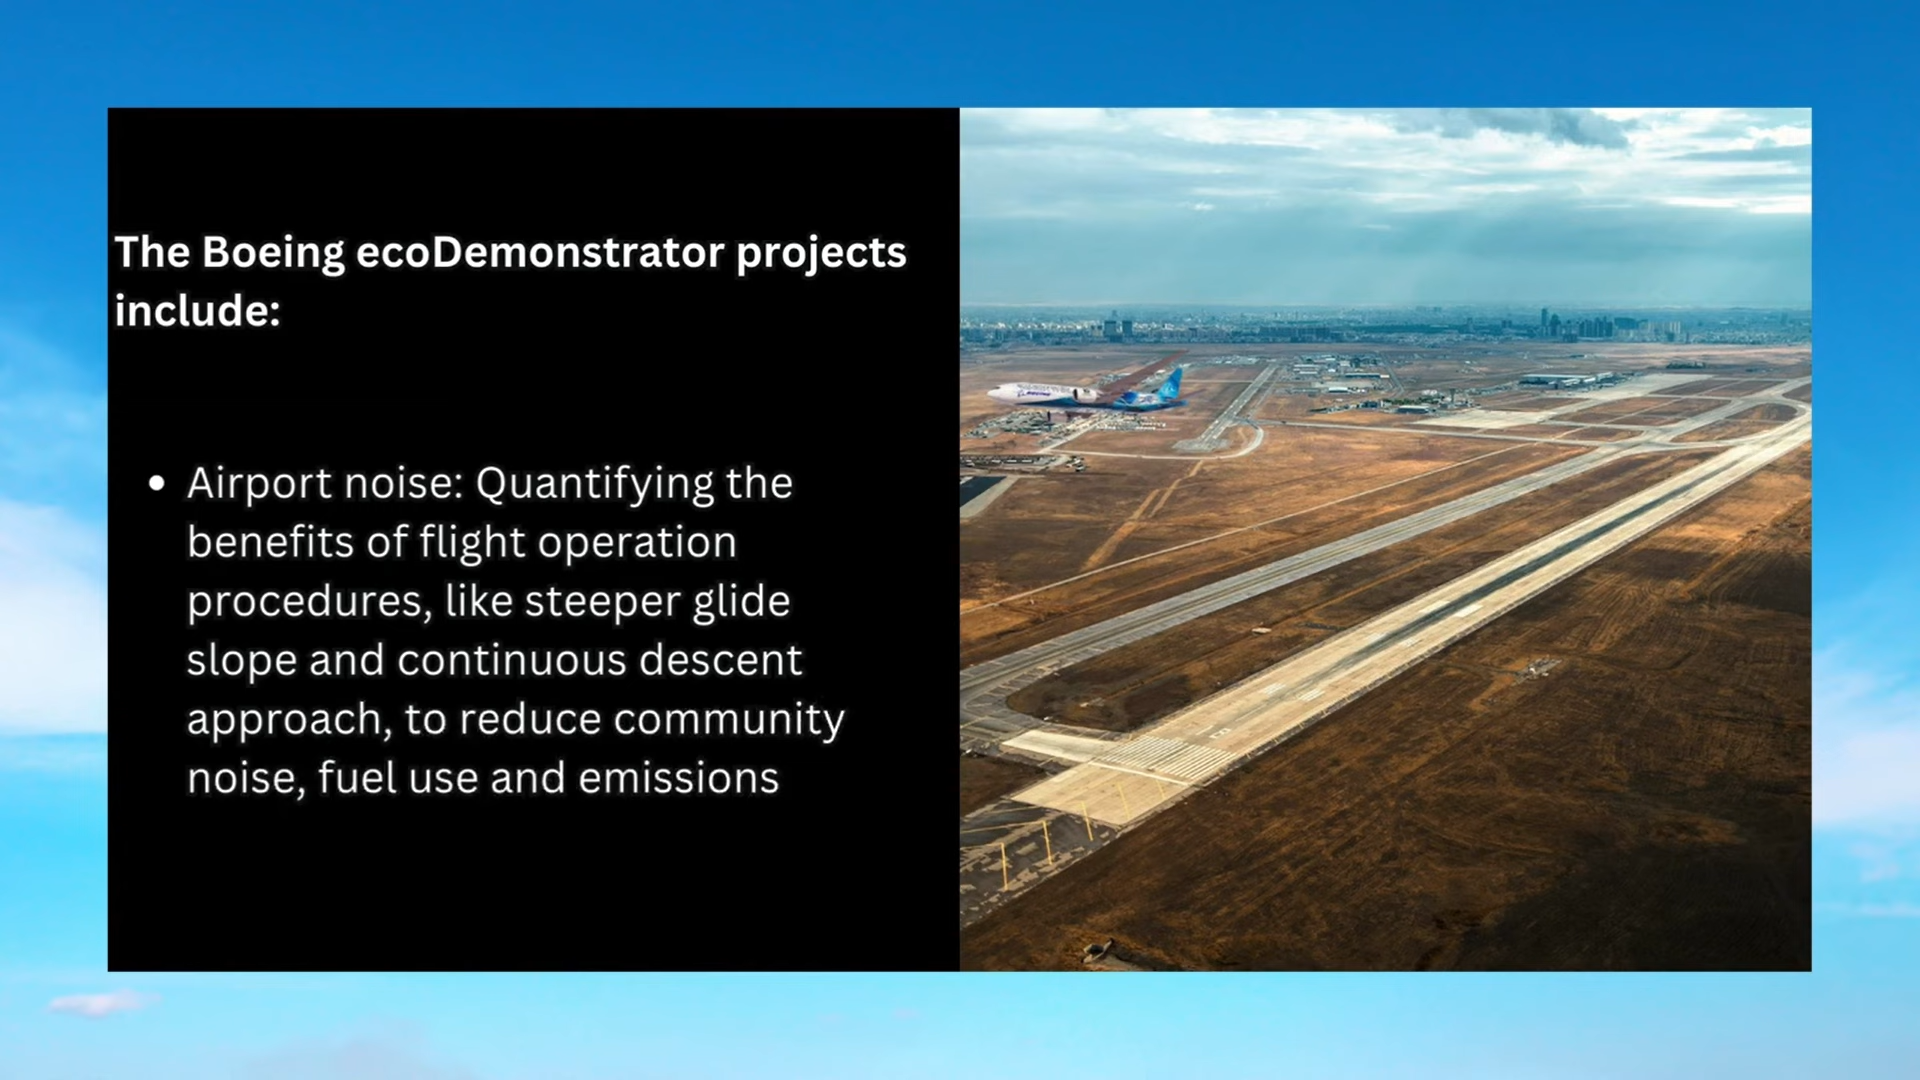 The Boeing ecoDemonstrator projects
include:
• Airport noise: Quantifying the
benefits of flight operation
procedures, like steeper glide
slope and continuous descent
approach, to reduce community
noise, fuel use and emissions
BOEING